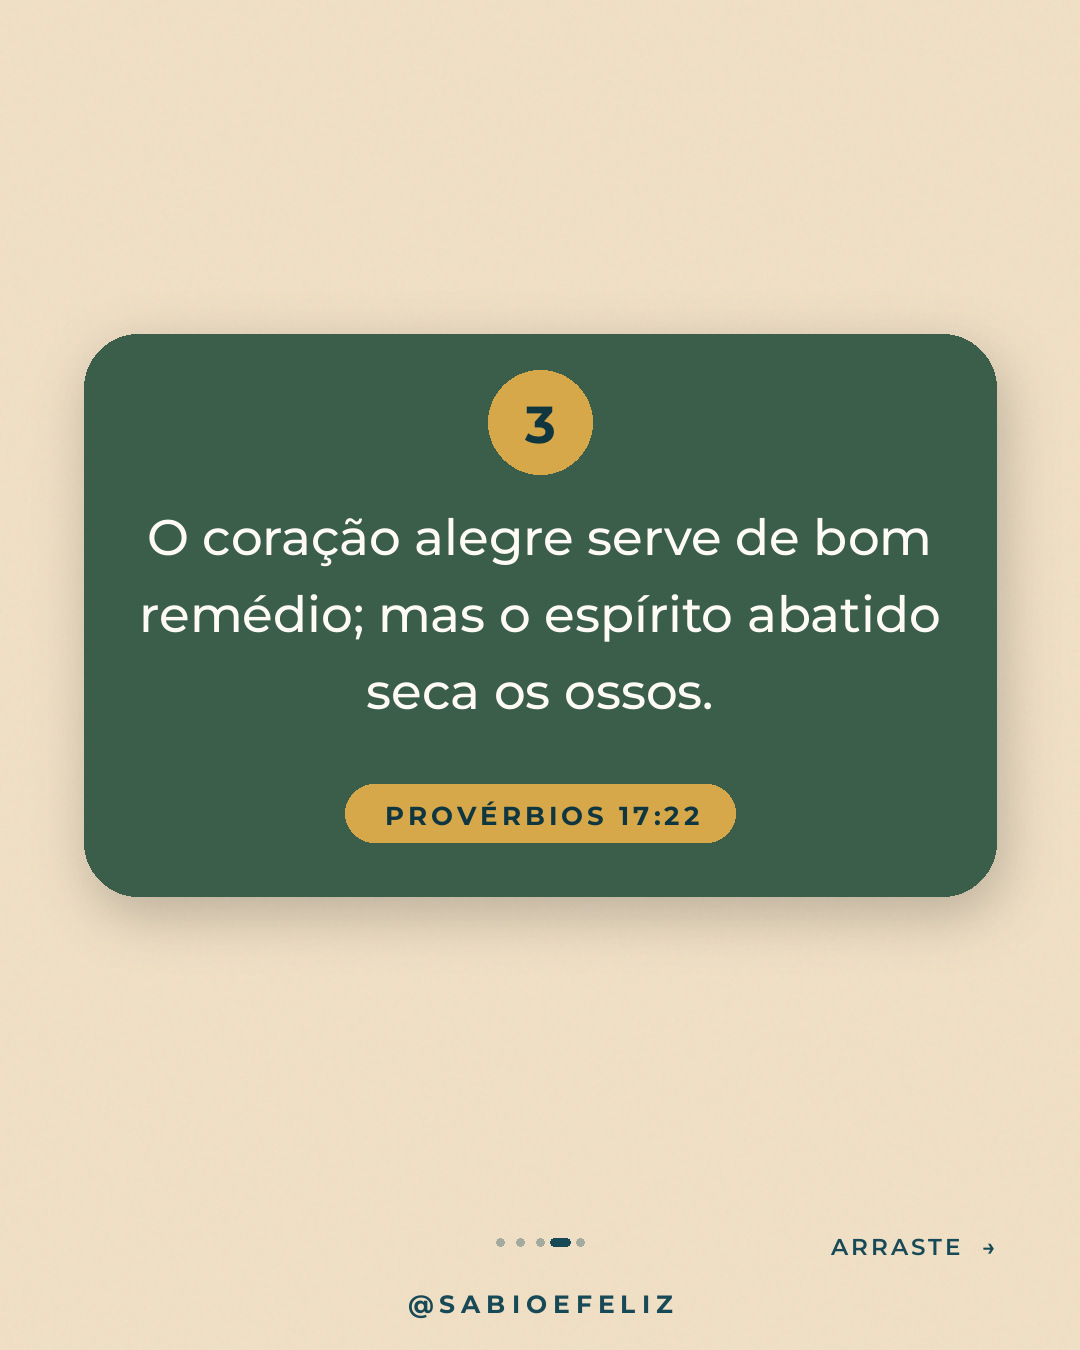 3
O coração alegre serve de bom
remédio; mas o espírito abatido
seca os ossos.
PROVÉRBIOS 17:22
ARRASTE →
@SABIOEFELIZ